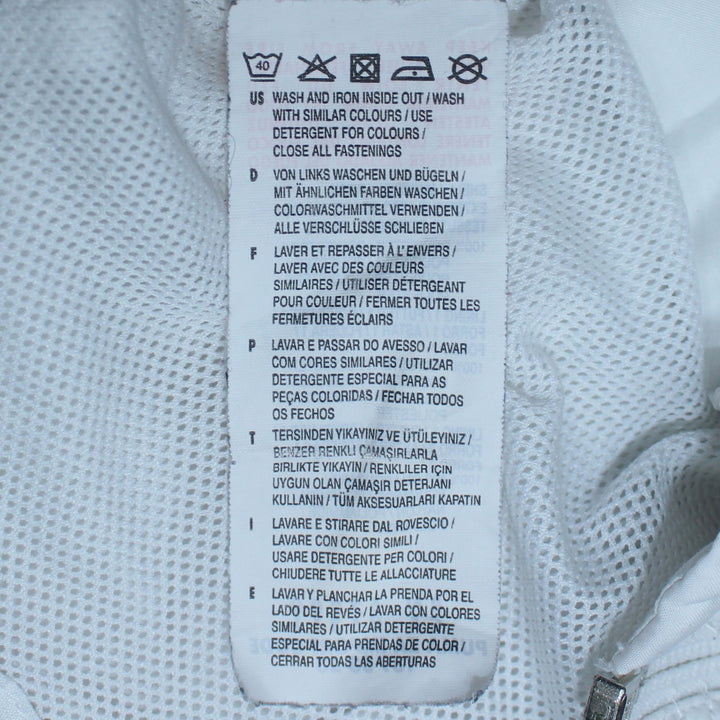 40
US WASH AND IRON INSIDE OUT / WASH
WITH SIMILAR COLOURS / USE
DETERGENT FOR COLOURS /
CLOSE ALL FASTENINGS
D VON LINKS WASCHEN UND BÜGELN /
MIT ÄHNLICHEN FARBEN WASCHEN /
COLORWASCHMITTEL VERWENDEN /
ALLE VERSCHLÜSSE SCHLIEßEN
F LAVER ET REPASSER À L'ENVERS /
LAVER AVEC DES COULEURS
SIMILAIRES / UTILISER DÉTERGEANT
POUR COULEUR / FERMER TOUTES LES
FERMETURES ÉCLAIRS
P LAVAR E PASSAR DO AVESSO / LAVAR
COM CORES SIMILARES / UTILIZAR
DETERGENTE ESPECIAL PARA AS
PEÇAS COLORIDAS / FECHAR TODOS
OS FECHOS
T TERSINDEN YIKAYINIZ VE ÜTÜLEYINIZ /
BENZER RENKLİ ÇAMAŞIRLARLA
BIRLIKTE YIKAYIN / RENKLILER IÇIN
UYGUN OLAN ÇAMAŞIR DETERJANI
KULLANIN / TÜM AKSESUARLARI KAPATIN
I LAVARE E STIRARE DAL ROVESCIO /
LAVARE CON COLORI SIMILI /
USARE DETERGENTE PER COLORI /
CHIUDERE TUTTE LE ALLACCIATURE
E LAVAR Y PLANCHAR LA PRENDA POR EL
LADO DEL REVÉS / LAVAR CON COLORES
SIMILARES / UTILIZAR DETERGENTE
ESPECIAL PARA PRENDAS DE COLOR /
CERRAR TODAS LAS ABERTURAS